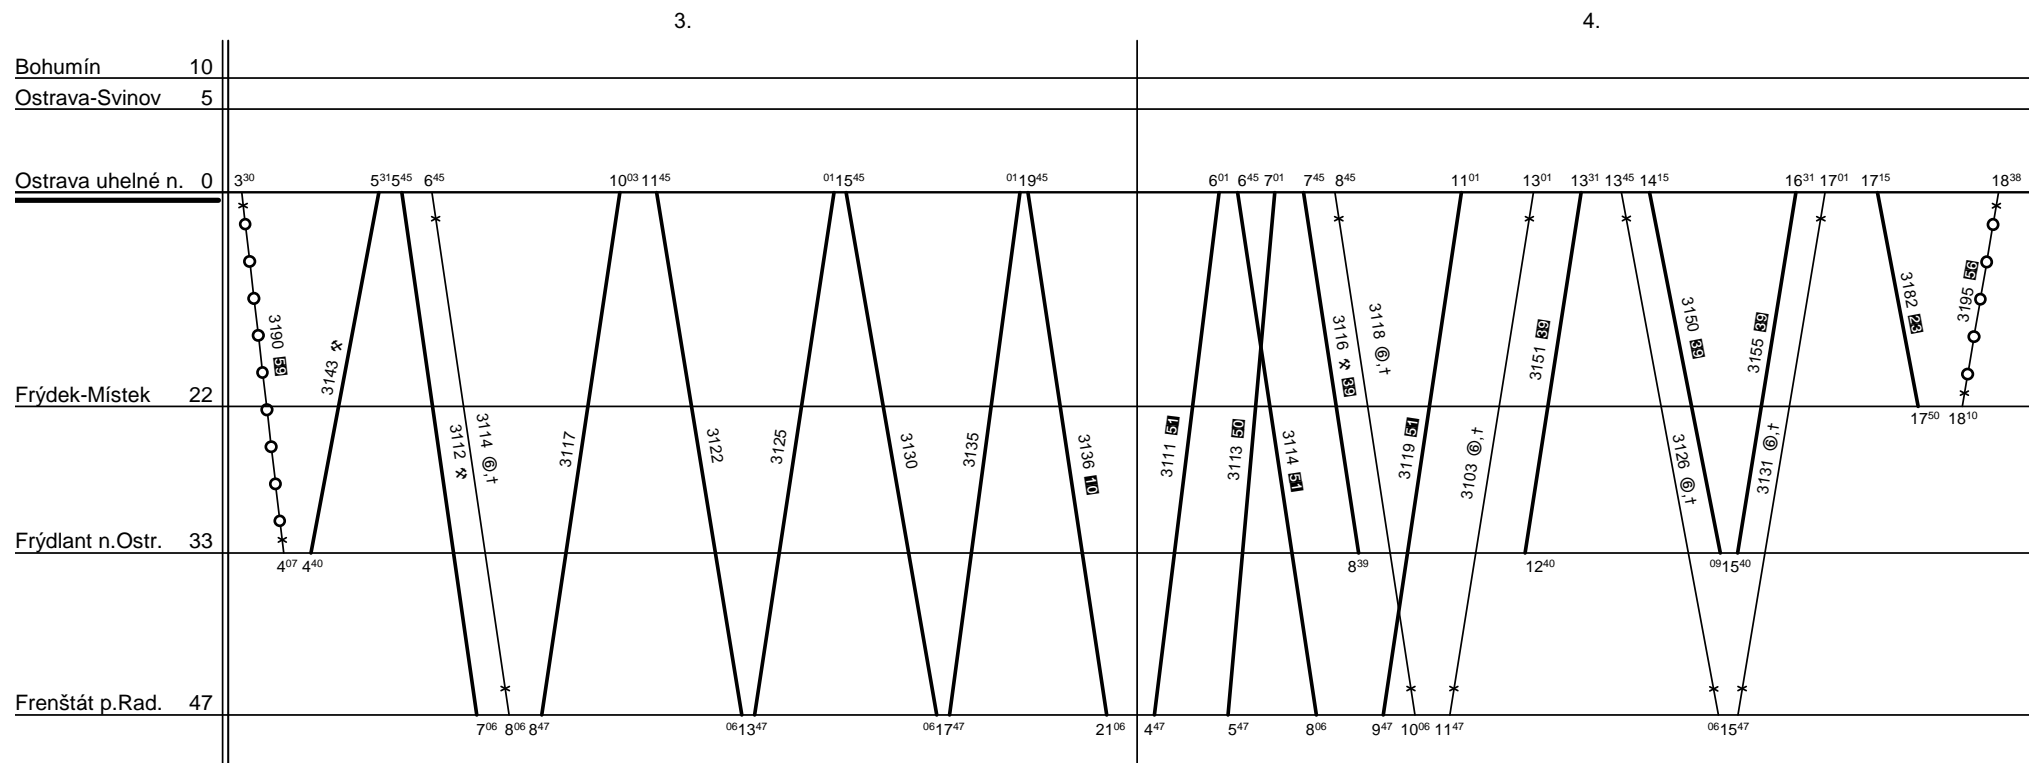 3. 4.
Bohumín 10
Ostrava-Svinov 5
Ostrava uhelné n. 0 3³⁰ 5³¹ 5⁴⁵ 6⁴⁵ 10⁰³ 11⁴⁵ ⁰¹15⁴⁵ ⁰¹19⁴⁵ 6⁰¹ 6⁴⁵ 7⁰¹ 7⁴⁵ 8⁴⁵ 11⁰¹ 13⁰¹ 13³¹ 13⁴⁵ 14¹⁵ 16³¹ 17⁰¹ 17¹⁵ 18³⁸
3190 59
3143 ⚒
3112 ⚒
3114 ⑥,†
3117
3122
3125
3130
3135
3136 10
3111 51
3113 50
3114 51
3116 ⚒ 39
3118 ⑥,†
3119 51
3103 ⑥,†
3151 39
3126 ⑥,†
3150 39
3155 39
3131 ⑥,†
3182 23
3195 56
Frýdek-Místek 22
17⁵⁰ 18¹⁰
Frýdlant n.Ostr. 33
4⁰⁷ 4⁴⁰ 8³⁹ 12⁴⁰ ⁰⁹15⁴⁰
Frenštát p.Rad. 47
7⁰⁶ 8⁰⁶ 8⁴⁷ ⁰⁶13⁴⁷ ⁰⁶17⁴⁷ 21⁰⁶ 4⁴⁷ 5⁴⁷ 8⁰⁶ 9⁴⁷ 10⁰⁶ 11⁴⁷ ⁰⁶15⁴⁷